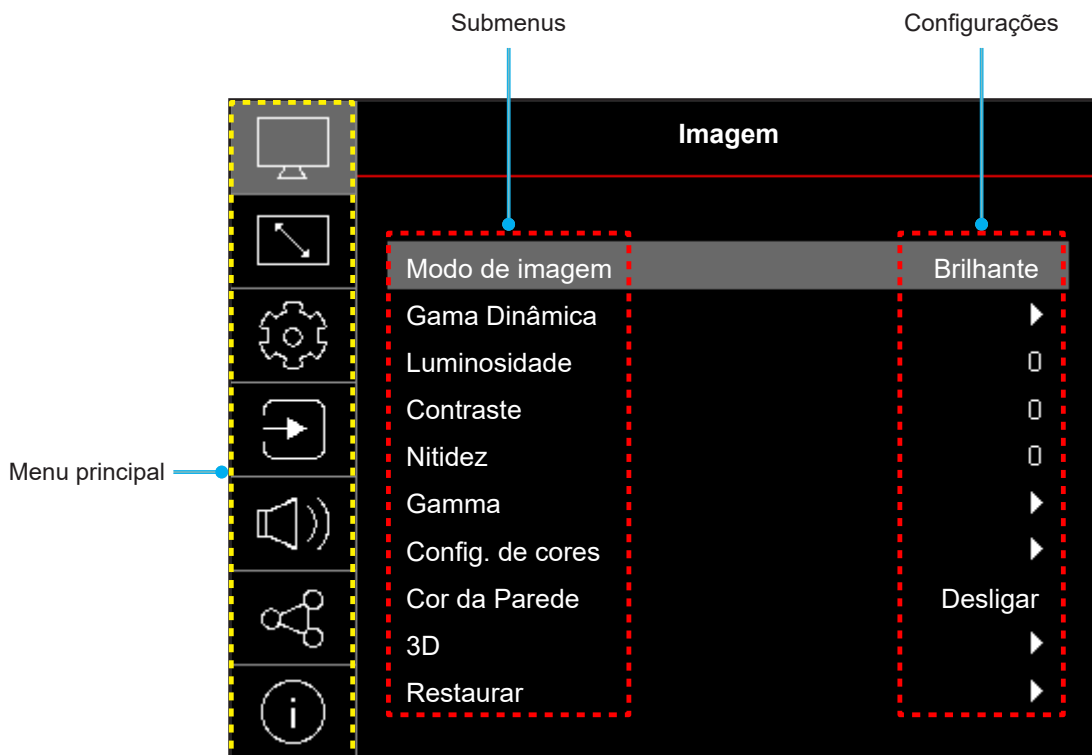 Submenus
Configurações
Imagem
Modo de imagem Brilhante
Gama Dinâmica
Luminosidade 0
Contraste 0
Nitidez 0
Menu principal
Gamma
Config. de cores
Cor da Parede Desligar
3D
Restaurar
i